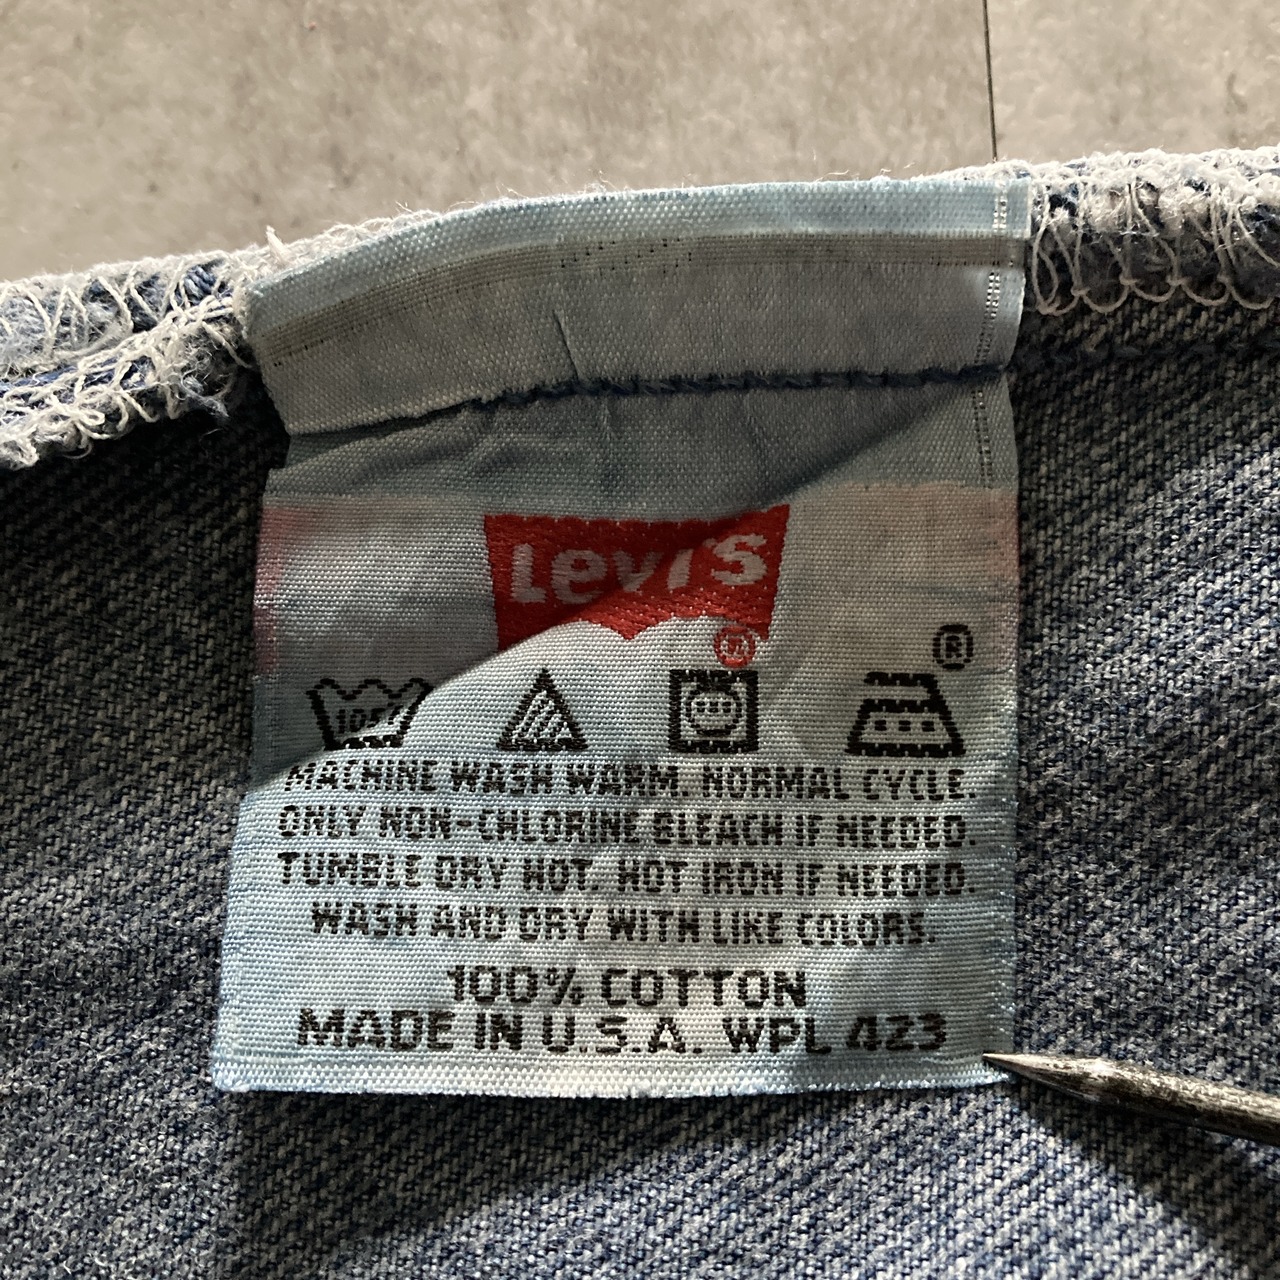 Levi's
®
®
105
MACHINE WASH WARM. NORMAL CYCLE.
ONLY NON-CHLORINE BLEACH IF NEEDED.
TUMBLE DRY HOT. HOT IRON IF NEEDED.
WASH AND DRY WITH LIKE COLORS.
100% COTTON
MADE IN U.S.A. WPL 423